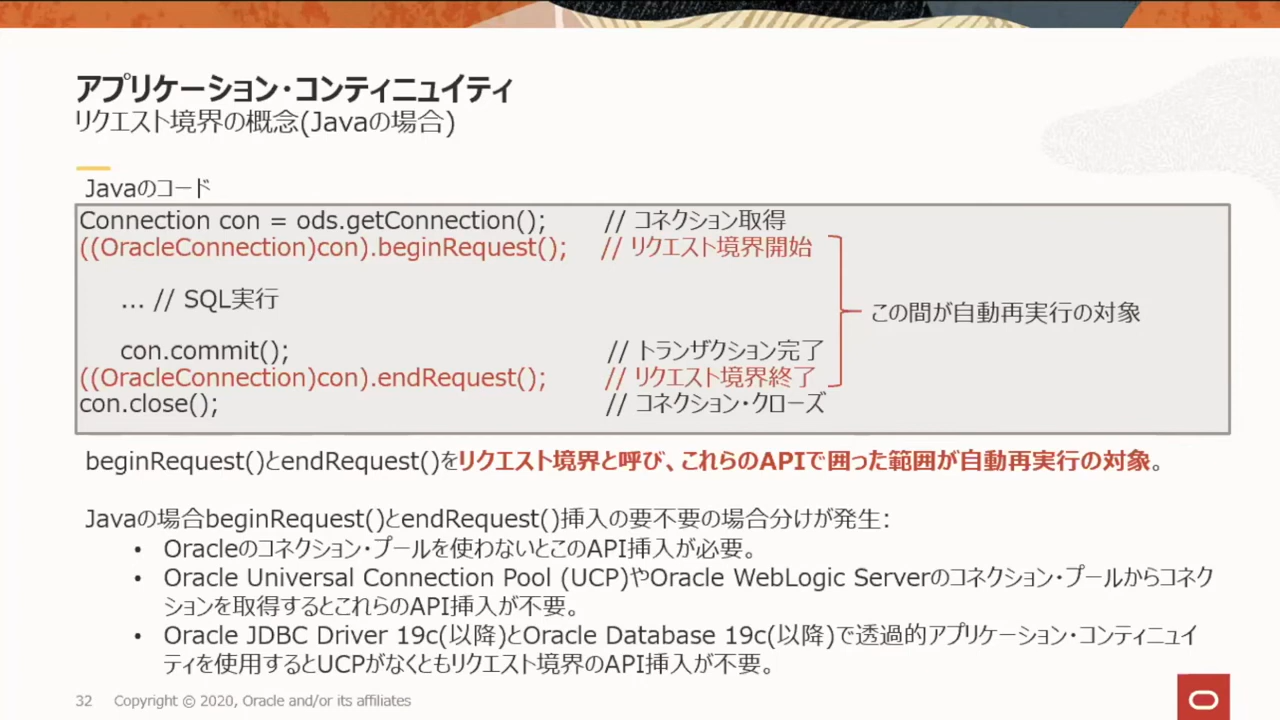 アプリケーション・コンティニュイティ
リクエスト境界の概念(Javaの場合)
Javaのコード
Connection con = ods.getConnection(); // コネクション取得
((OracleConnection)con).beginRequest(); // リクエスト境界開始
... // SQL実行
この間が自動再実行の対象
con.commit(); // トランザクション完了
((OracleConnection)con).endRequest(); // リクエスト境界終了
con.close(); // コネクション・クローズ
beginRequest()とendRequest()をリクエスト境界と呼び、これらのAPIで囲った範囲が自動再実行の対象。
Javaの場合beginRequest()とendRequest()挿入の要不要の場合分けが発生:
• Oracleのコネクション・プールを使わないとこのAPI挿入が必要。
• Oracle Universal Connection Pool (UCP)やOracle WebLogic Serverのコネクション・プールからコネク
ションを取得するとこれらのAPI挿入が不要。
• Oracle JDBC Driver 19c(以降)とOracle Database 19c(以降)で透過的アプリケーション・コンティニュイ
ティを使用するとUCPがなくともリクエスト境界のAPI挿入が不要。
32 Copyright © 2020, Oracle and/or its affiliates